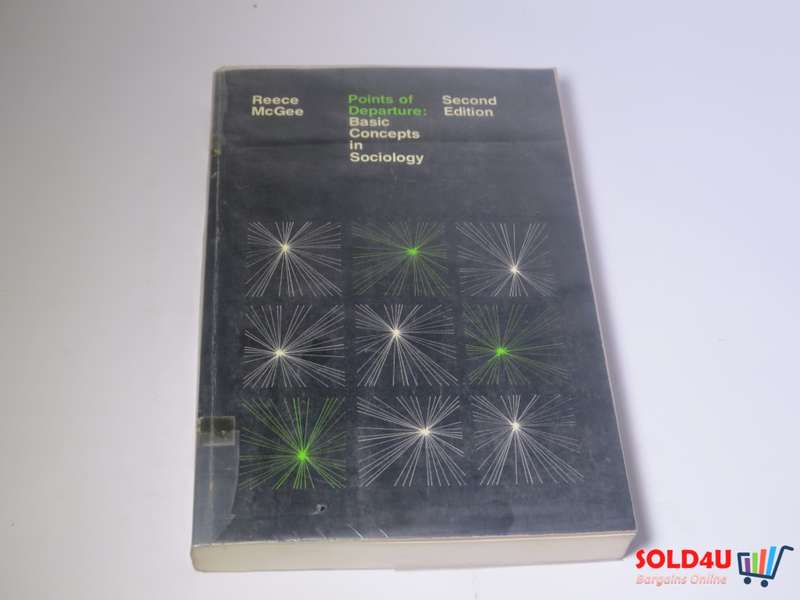 Reece
McGee
Points of
Departure:
Basic
Concepts
in
Sociology
Second
Edition
SOLD4U
Bargains Online